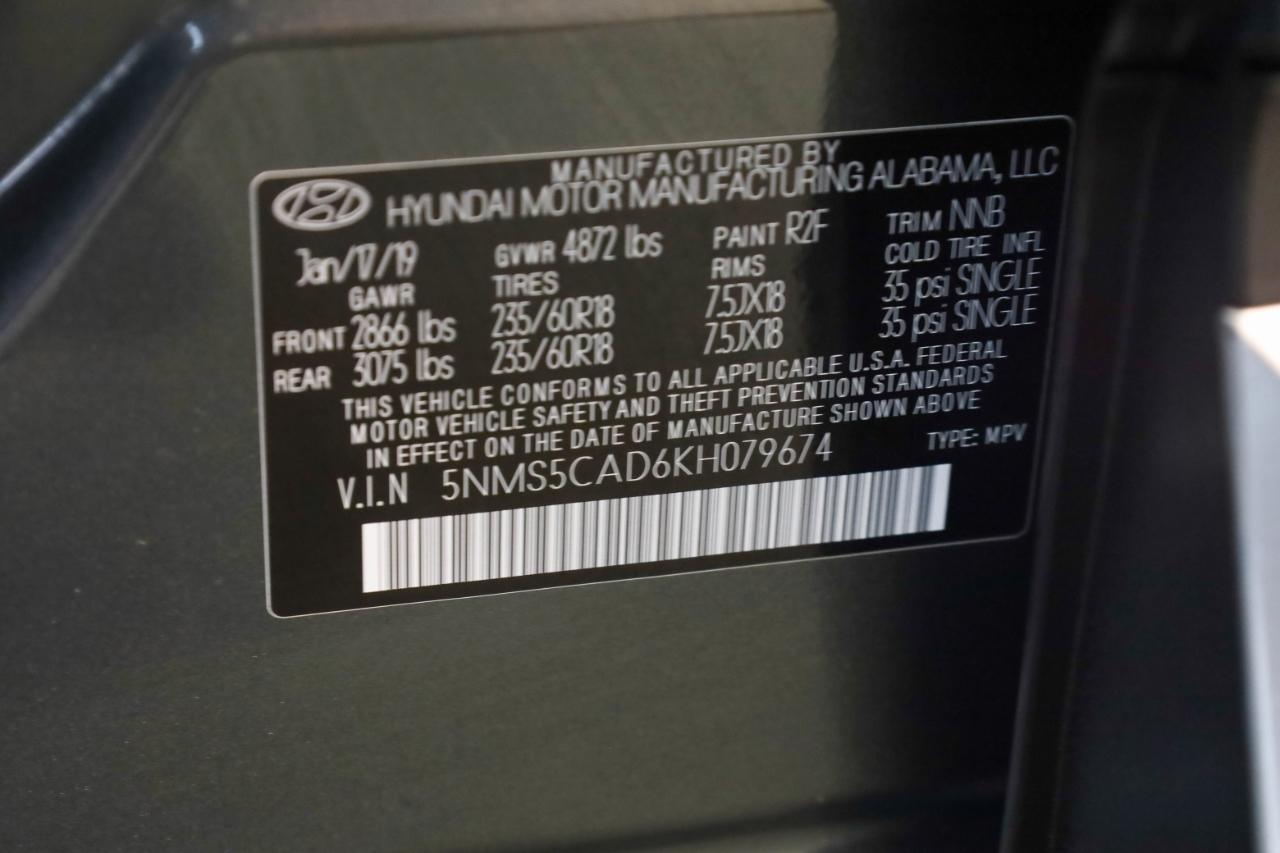 MANUFACTURED BY
HYUNDAI MOTOR MANUFACTURING ALABAMA, LLC
Jan/17/19 GVWR 4872 lbs PAINT R2F TRIM NNB
GAWR TIRES RIMS COLD TIRE INFL
FRONT 2866 lbs 235/60R18 7.5JX18 35 psi SINGLE
REAR 3075 lbs 235/60R18 7.5JX18 35 psi SINGLE
THIS VEHICLE CONFORMS TO ALL APPLICABLE U.S.A. FEDERAL
MOTOR VEHICLE SAFETY AND THEFT PREVENTION STANDARDS
IN EFFECT ON THE DATE OF MANUFACTURE SHOWN ABOVE
V.I.N 5NMS5CAD6KH079674 TYPE: MPV